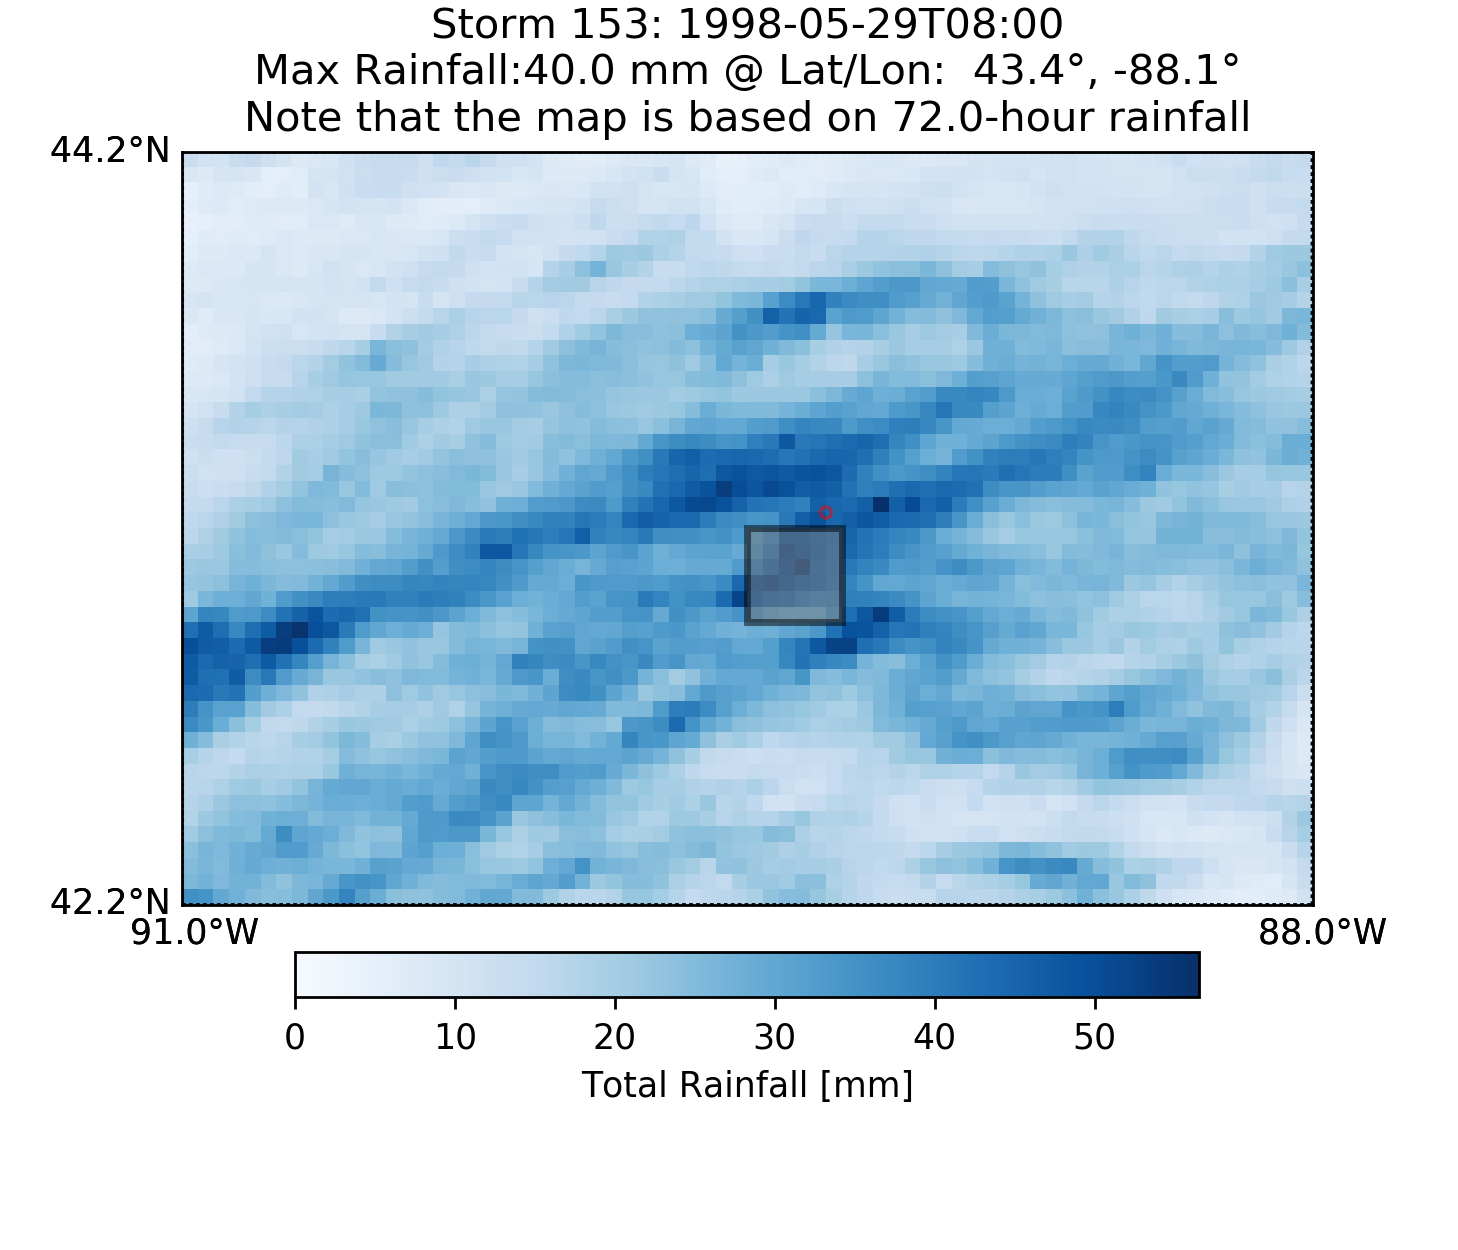 Storm 153: 1998-05-29T08:00
Max Rainfall:40.0 mm @ Lat/Lon:  43.4°, -88.1°
Note that the map is based on 72.0-hour rainfall
44.2°N
42.2°N
91.0°W 88.0°W
0 10 20 30 40 50
Total Rainfall [mm]